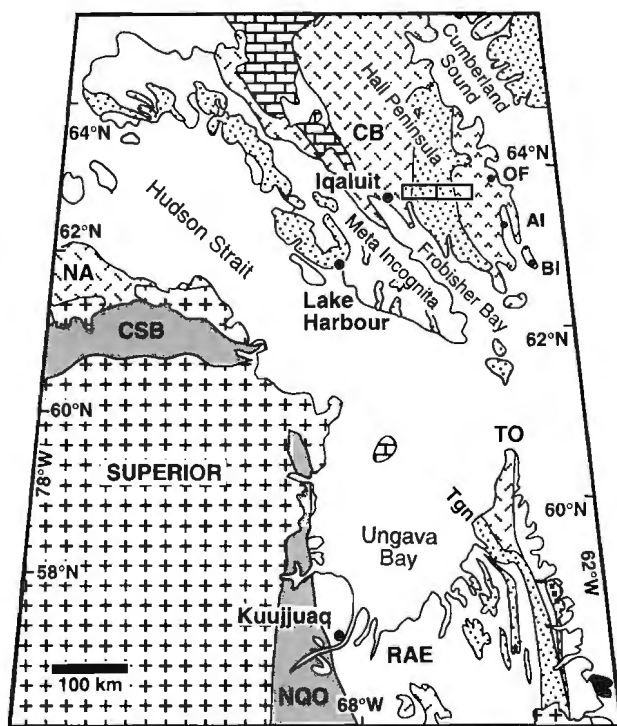 Cumberland
Sound
Hall Peninsula
CB
64°N
64°N
OF
Iqaluit
AI
BI
Hudson Strait
Meta Incognita
Frobisher Bay
62°N
62°N
NA
Lake
Harbour
CSB
60°N
78°W
SUPERIOR
TO
Tgn
60°N
62°W
Ungava
Bay
58°N
Kuujjuaq
RAE
100 km
NQO
68°W